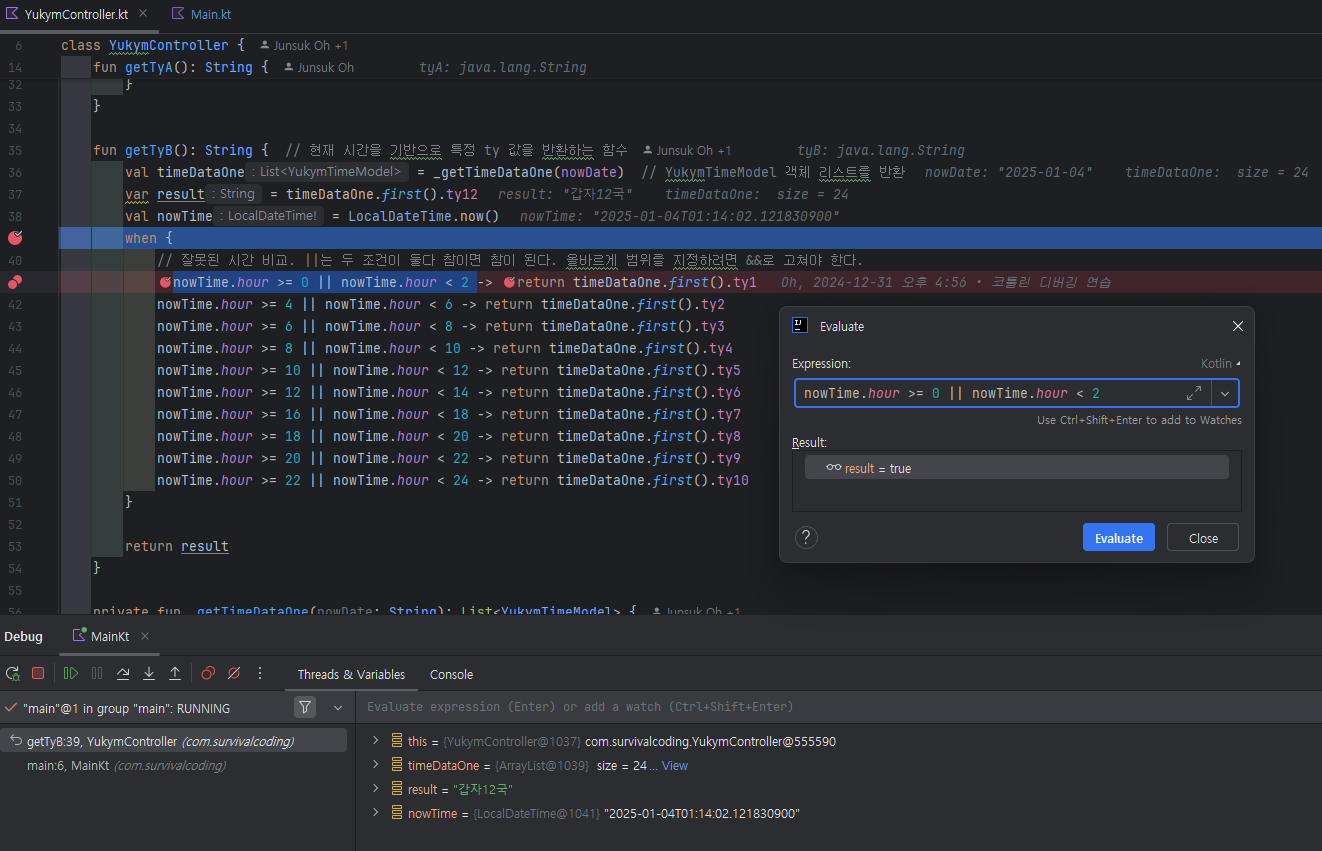 YukymController.kt
Main.kt
6 class YukymController { Junsuk Oh +1
14 fun getTyA(): String { Junsuk Oh tyA: java.lang.String
32 }
33 }
34
35 fun getTyB(): String { // 현재 시간을 기반으로 특정 ty 값을 반환하는 함수 Junsuk Oh +1 tyB: java.lang.String
36 val timeDataOne : List<YukymTimeModel> = _getTimeDataOne(nowDate) // YukymTimeModel 객체 리스트를 반환 nowDate: "2025-01-04" timeDataOne: size = 24
37 var result : String = timeDataOne.first().ty12 result: "갑자12국" timeDataOne: size = 24
38 val nowTime : LocalDateTime! = LocalDateTime.now() nowTime: "2025-01-04T01:14:02.121830900"
when {
40 // 잘못된 시간 비교. ||는 두 조건이 둘다 참이면 참이 된다. 올바르게 범위를 지정하려면 &&로 고쳐야 한다.
nowTime.hour >= 0 || nowTime.hour < 2 -> return timeDataOne.first().ty1 Oh, 2024-12-31 오후 4:56 • 코틀린 디버깅 연습
42 nowTime.hour >= 4 || nowTime.hour < 6 -> return timeDataOne.first().ty2
43 nowTime.hour >= 6 || nowTime.hour < 8 -> return timeDataOne.first().ty3
44 nowTime.hour >= 8 || nowTime.hour < 10 -> return timeDataOne.first().ty4
45 nowTime.hour >= 10 || nowTime.hour < 12 -> return timeDataOne.first().ty5
46 nowTime.hour >= 12 || nowTime.hour < 14 -> return timeDataOne.first().ty6
47 nowTime.hour >= 16 || nowTime.hour < 18 -> return timeDataOne.first().ty7
48 nowTime.hour >= 18 || nowTime.hour < 20 -> return timeDataOne.first().ty8
49 nowTime.hour >= 20 || nowTime.hour < 22 -> return timeDataOne.first().ty9
50 nowTime.hour >= 22 || nowTime.hour < 24 -> return timeDataOne.first().ty10
51 }
52
53 return result
54 }
55
56 private fun _getTimeDataOne(nowDate: String): List<YukymTimeModel> { Junsuk Oh +1
Evaluate
Expression: Kotlin
nowTime.hour >= 0 || nowTime.hour < 2
Use Ctrl+Shift+Enter to add to Watches
Result:
result = true
? Evaluate Close
Debug MainKt
Threads & Variables Console
"main"@1 in group "main": RUNNING
Evaluate expression (Enter) or add a watch (Ctrl+Shift+Enter)
getTyB:39, YukymController (com.survivalcoding)
main:6, MainKt (com.survivalcoding)
this = {YukymController@1037} com.survivalcoding.YukymController@555590
timeDataOne = {ArrayList@1039} size = 24 ... View
result = "갑자12국"
nowTime = {LocalDateTime@1041} "2025-01-04T01:14:02.121830900"